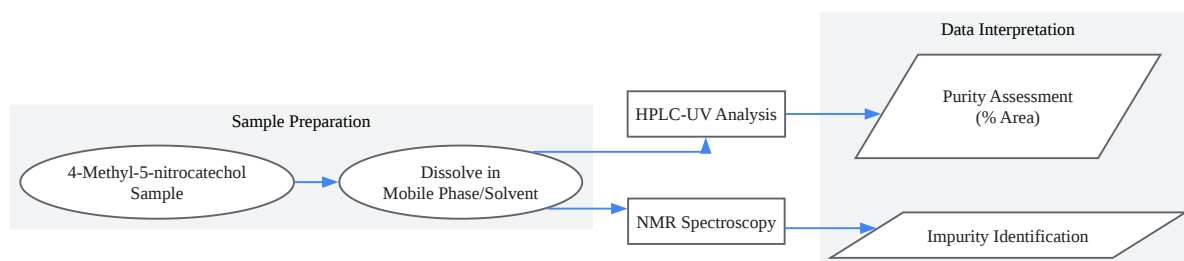 Sample Preparation
4-Methyl-5-nitrocatechol
Sample
Dissolve in
Mobile Phase/Solvent
HPLC-UV Analysis
NMR Spectroscopy
Data Interpretation
Purity Assessment
(% Area)
Impurity Identification